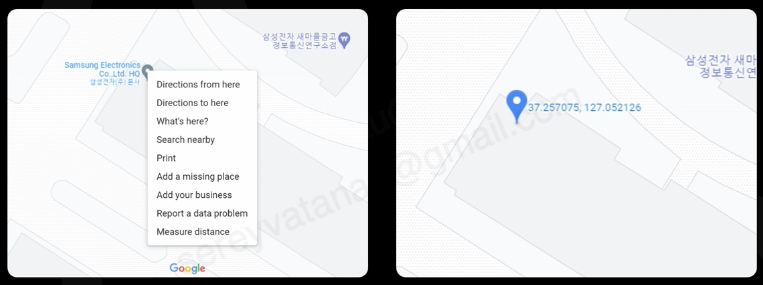 삼성전자 새마을금고
정보통신연구소점
Samsung Electronics
Co.,Ltd. HQ
삼성전자(주) 본사
Directions from here
Directions to here
What's here?
Search nearby
Print
Add a missing place
Add your business
Report a data problem
Measure distance
Google
삼성전자 새마
정보통신연
37.257075, 127.052126